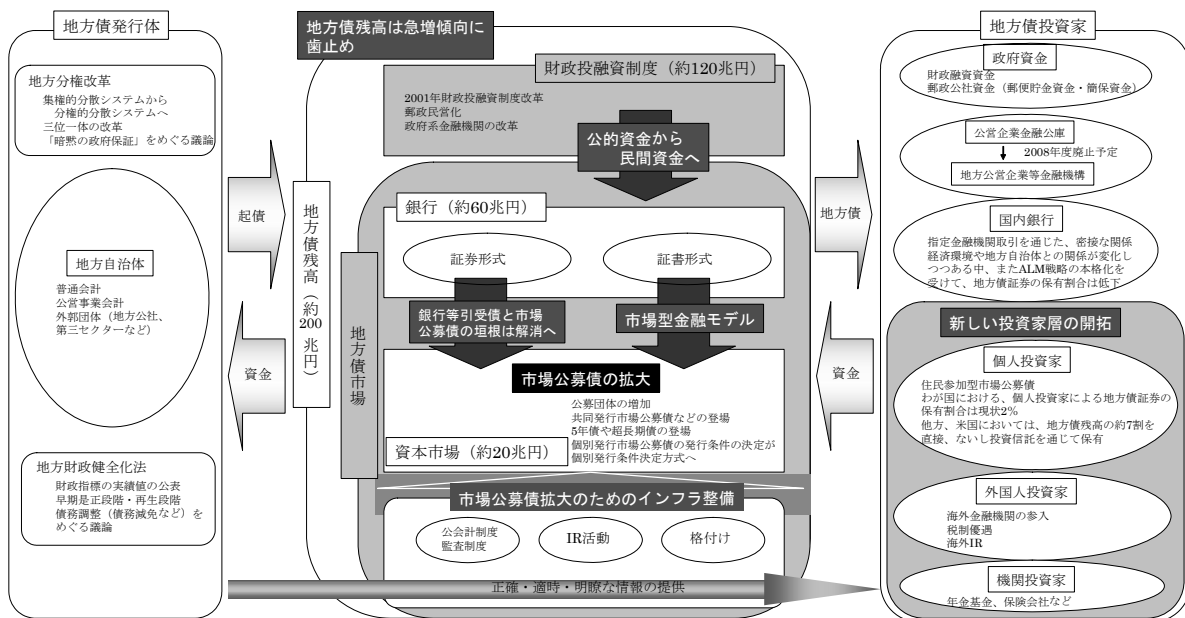 地方債発行体
地方分権改革
集権的分散システムから
分権的分散システムへ
三位一体の改革
「暗黙の政府保証」をめぐる議論
地方自治体
普通会計
公営事業会計
外郭団体（地方公社、
第三セクターなど）
地方財政健全化法
財政指標の実績値の公表
早期是正段階・再生段階
債務調整（債務減免など）を
めぐる議論
起債
資金
地方債残高は急増傾向に
歯止め
地方債残高（約200兆円）
地方債市場
財政投融資制度（約120兆円）
2001年財政投融資制度改革
郵政民営化
政府系金融機関の改革
公的資金から
民間資金へ
銀行（約60兆円）
証券形式
証書形式
銀行等引受債と市場
公募債の垣根は解消へ
市場型金融モデル
市場公募債の拡大
公募団体の増加
共同発行市場公募債などの登場
5年債や超長期債の登場
個別発行市場公募債の発行条件の決定が
個別発行条件決定方式へ
資本市場（約20兆円）
市場公募債拡大のためのインフラ整備
公会計制度
監査制度
IR活動
格付け
正確・適時・明瞭な情報の提供
地方債
資金
地方債投資家
政府資金
財政融資資金
郵政公社資金（郵便貯金資金・簡保資金）
公営企業金融公庫
2008年度廃止予定
地方公営企業等金融機構
国内銀行
指定金融機関取引を通じた、密接な関係
経済環境や地方自治体との関係が変化し
つつある中、またALM戦略の本格化を
受けて、地方債証券の保有割合は低下
新しい投資家層の開拓
個人投資家
住民参加型市場公募債
わが国における、個人投資家による地方債証券の
保有割合は現状2%
他方、米国においては、地方債残高の約7割を
直接、ないし投資信託を通じて保有
外国人投資家
海外金融機関の参入
税制優遇
海外IR
機関投資家
年金基金、保険会社など